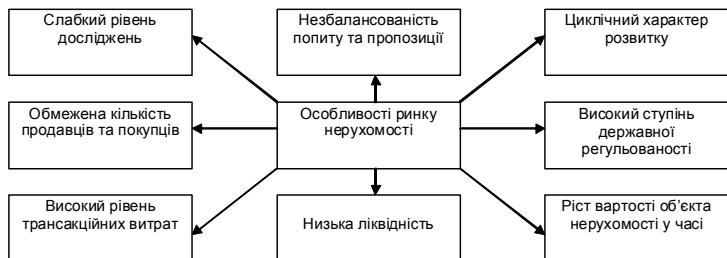 Слабкий рівень
досліджень
Незбалансованість
попиту та пропозиції
Циклічний характер
розвитку
Обмежена кількість
продавців та покупців
Особливості ринку
нерухомості
Високий ступінь
державної
регульованості
Високий рівень
трансакційних витрат
Низька ліквідність
Ріст вартості об’єкта
нерухомості у часі